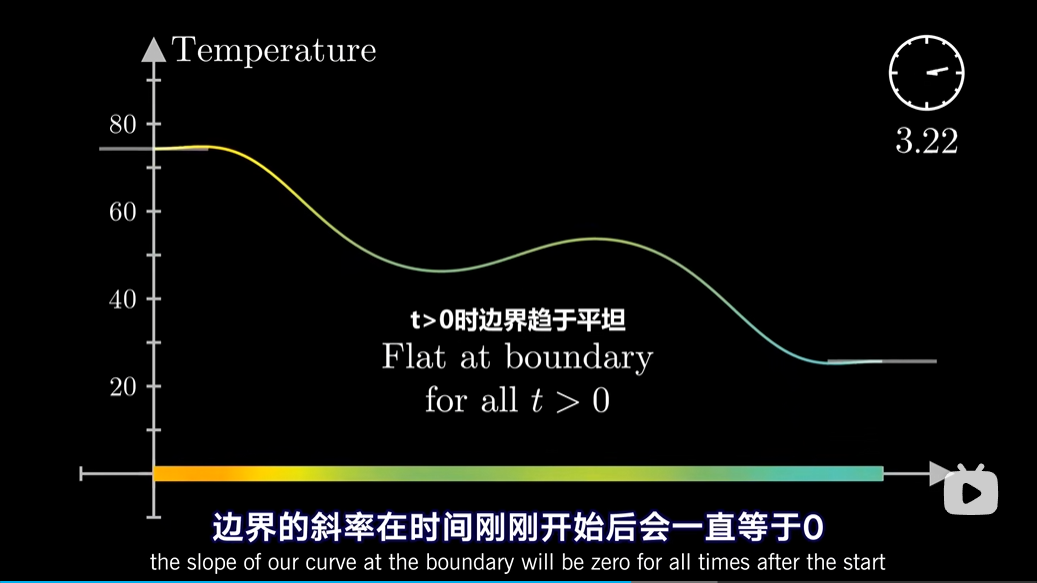 Temperature
3.22
80
60
40
20
t>0时边界趋于平坦
Flat at boundary
for all t > 0
边界的斜率在时间刚刚开始后会一直等于0
the slope of our curve at the boundary will be zero for all times after the start